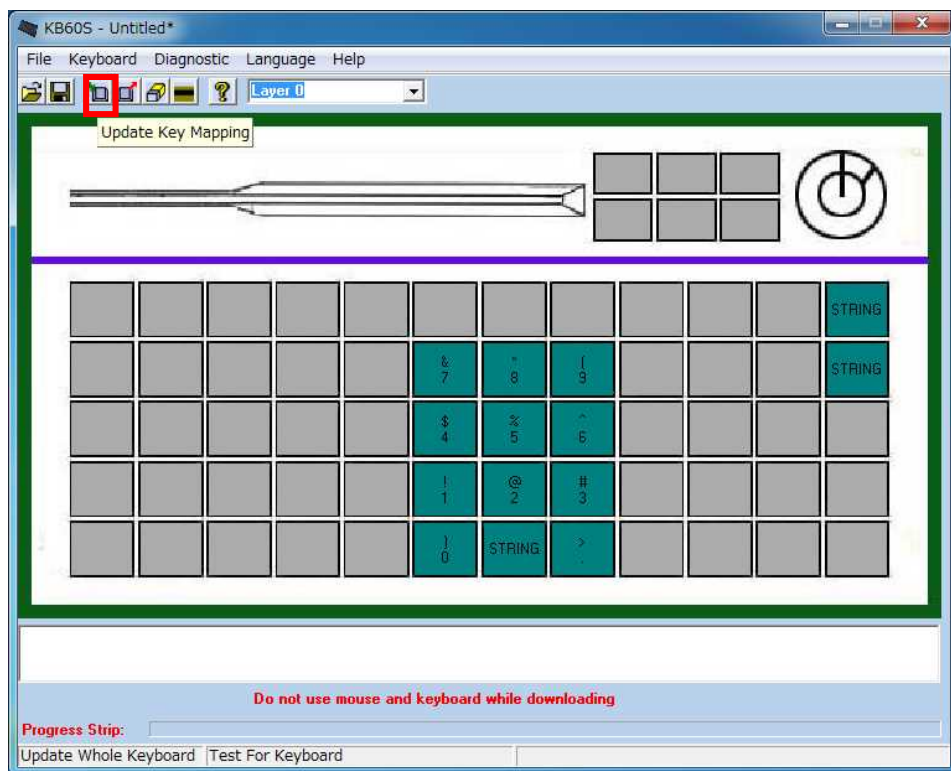 KB60S - Untitled*
File Keyboard Diagnostic Language Help
Layer 0
Update Key Mapping
STRING
& * (
7 8 9
STRING
$ % ^
4 5 6
! @ #
1 2 3
) STRING >
0 .
Do not use mouse and keyboard while downloading
Progress Strip:
Update Whole Keyboard Test For Keyboard